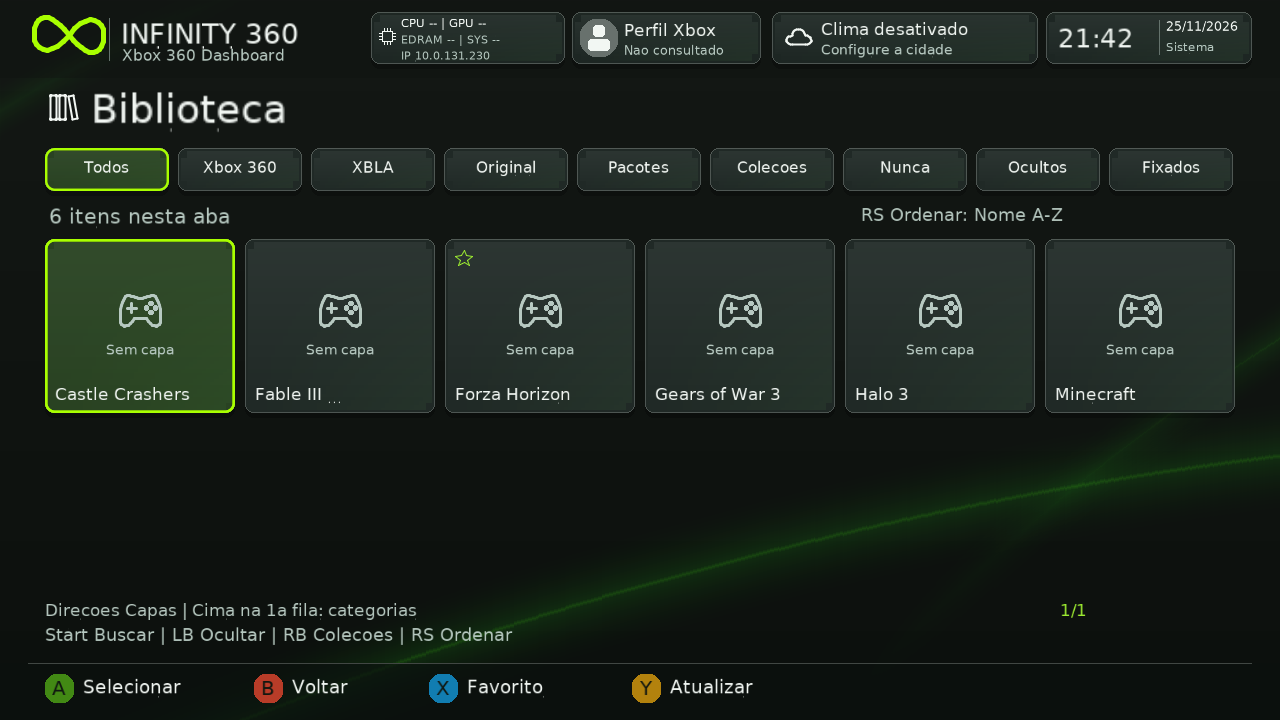 INFINITY 360
Xbox 360 Dashboard
CPU -- | GPU --
EDRAM -- | SYS --
IP 10.0.131.230
Perfil Xbox
Nao consultado
Clima desativado
Configure a cidade
21:42
25/11/2026
Sistema
Biblioteca
Todos
Xbox 360
XBLA
Original
Pacotes
Colecoes
Nunca
Ocultos
Fixados
6 itens nesta aba
RS Ordenar: Nome A-Z
Sem capa
Castle Crashers
Sem capa
Fable III ...
Sem capa
Forza Horizon
Sem capa
Gears of War 3
Sem capa
Halo 3
Sem capa
Minecraft
Direcoes Capas | Cima na 1a fila: categorias
1/1
Start Buscar | LB Ocultar | RB Colecoes | RS Ordenar
A Selecionar
B Voltar
X Favorito
Y Atualizar